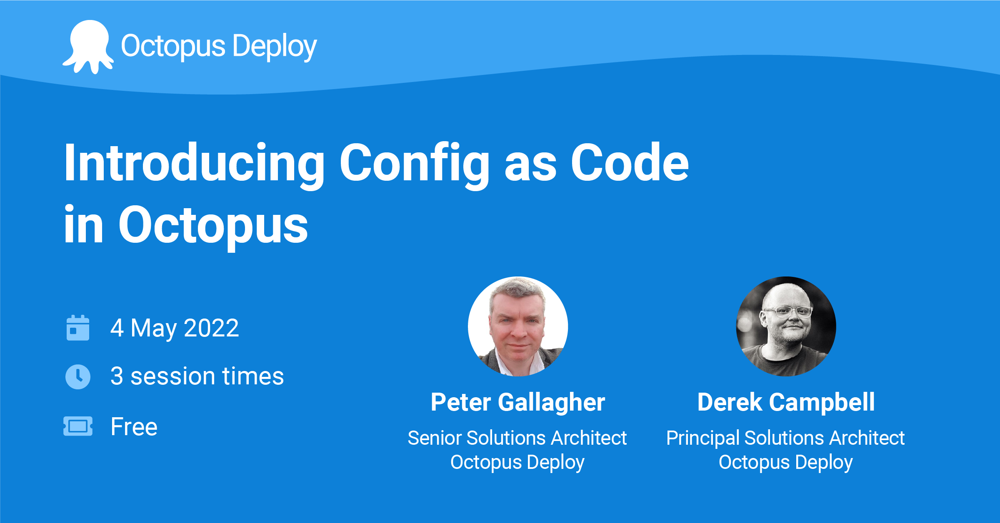 Octopus Deploy
Introducing Config as Code
in Octopus
4 May 2022
3 session times
Free
Peter Gallagher
Senior Solutions Architect
Octopus Deploy
Derek Campbell
Principal Solutions Architect
Octopus Deploy